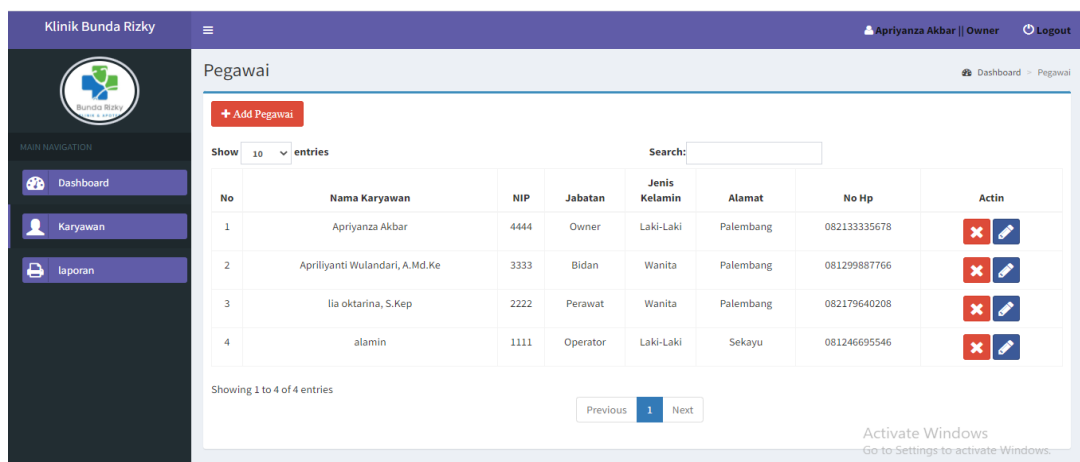 Klinik Bunda Rizky
Apriyanza Akbar || Owner Logout
Bunda Rizky
Pegawai
Dashboard > Pegawai
+ Add Pegawai
MAIN NAVIGATION
Dashboard
Karyawan
laporan
Show 10 entries Search:
No Nama Karyawan NIP Jabatan Jenis Kelamin Alamat No Hp Actin
1 Apriyanza Akbar 4444 Owner Laki-Laki Palembang 082133335678
2 Apriliyanti Wulandari, A.Md.Ke 3333 Bidan Wanita Palembang 081299887766
3 lia oktarina, S.Kep 2222 Perawat Wanita Palembang 082179640208
4 alamin 1111 Operator Laki-Laki Sekayu 081246695546
Showing 1 to 4 of 4 entries
Previous 1 Next
Activate Windows
Go to Settings to activate Windows.